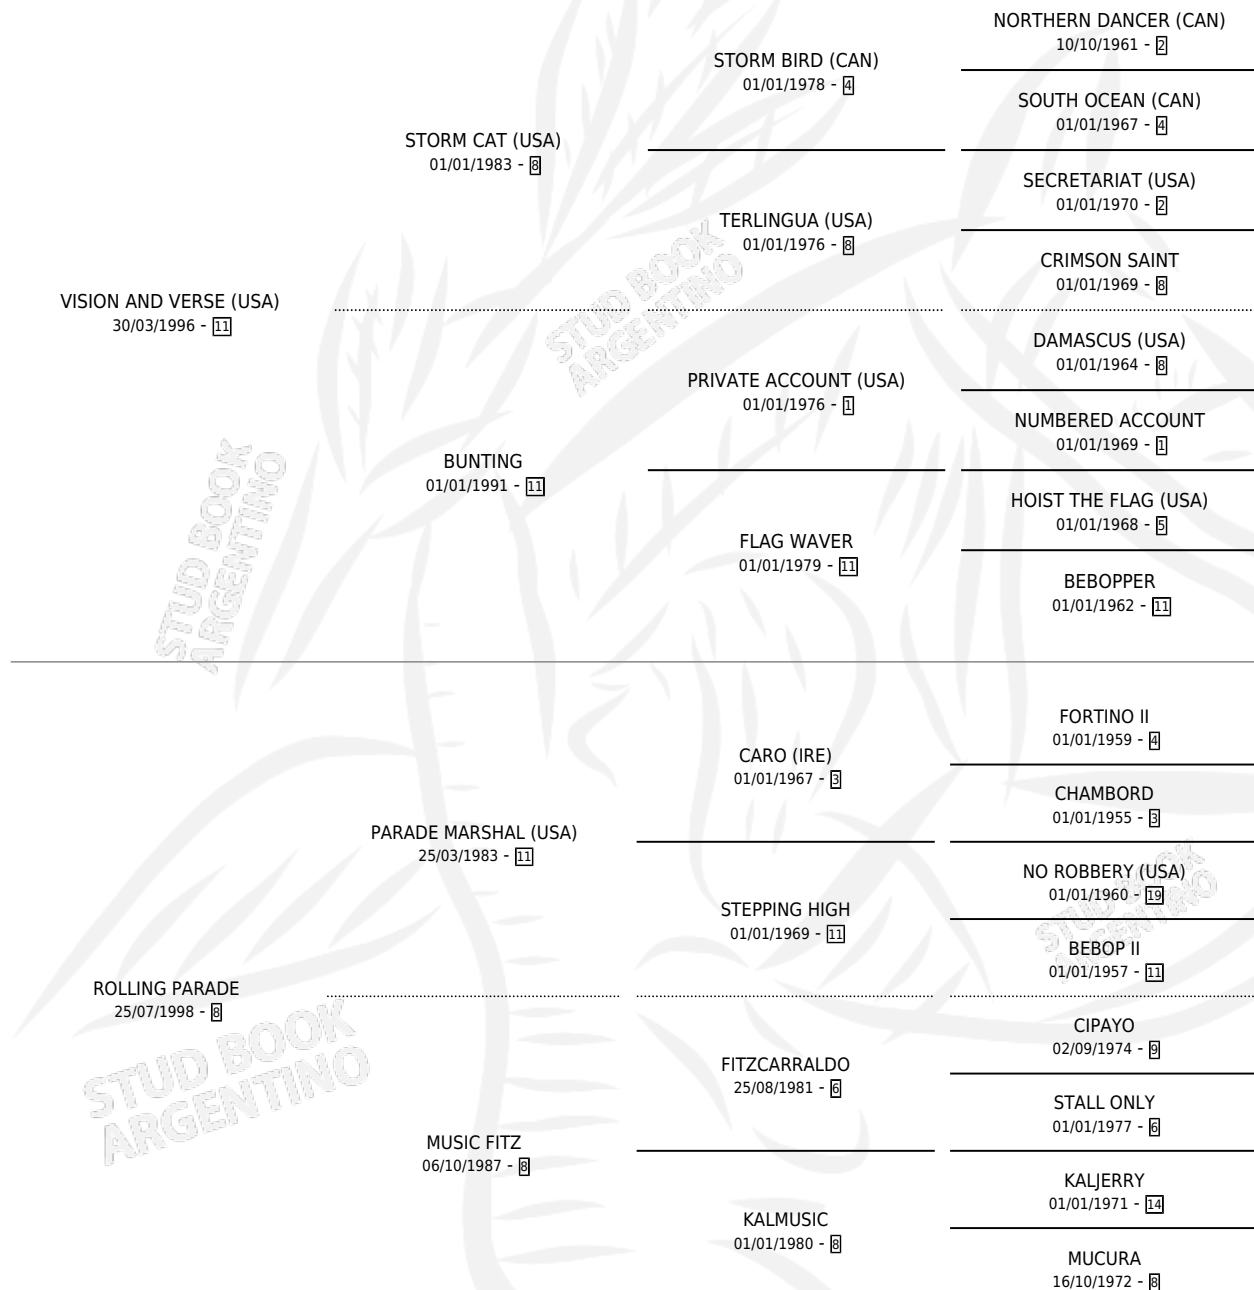 NORTHERN DANCER (CAN)
10/10/1961 - 2
STORM BIRD (CAN)
01/01/1978 - 4
SOUTH OCEAN (CAN)
01/01/1967 - 4
STORM CAT (USA)
01/01/1983 - 8
SECRETARIAT (USA)
01/01/1970 - 2
TERLINGUA (USA)
01/01/1976 - 8
CRIMSON SAINT
01/01/1969 - 8
VISION AND VERSE (USA)
30/03/1996 - 11
DAMASCUS (USA)
01/01/1964 - 8
PRIVATE ACCOUNT (USA)
01/01/1976 - 1
NUMBERED ACCOUNT
01/01/1969 - 1
BUNTING
01/01/1991 - 11
HOIST THE FLAG (USA)
01/01/1968 - 5
FLAG WAVER
01/01/1979 - 11
BEBOPPER
01/01/1962 - 11
FORTINO II
01/01/1959 - 4
CARO (IRE)
01/01/1967 - 3
CHAMBORD
01/01/1955 - 3
PARADE MARSHAL (USA)
25/03/1983 - 11
NO ROBBERY (USA)
01/01/1960 - 19
STEPPING HIGH
01/01/1969 - 11
BEBOP II
01/01/1957 - 11
ROLLING PARADE
25/07/1998 - 8
CIPAYO
02/09/1974 - 9
FITZCARRALDO
25/08/1981 - 6
STALL ONLY
01/01/1977 - 6
MUSIC FITZ
06/10/1987 - 8
KALJERRY
01/01/1971 - 14
KALMUSIC
01/01/1980 - 8
MUCURA
16/10/1972 - 8
STUD BOOK
ARGENTINO
STUD BOOK
ARGENTINO
STUD BOOK
ARGENTINO
STUD BOOK
ARGENTINO